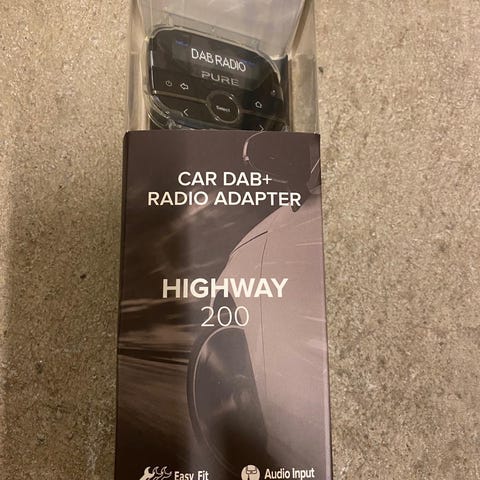 DAB RADIO
PURE
Select
CAR DAB+
RADIO ADAPTER
HIGHWAY
200
Easy Fit
Audio Input